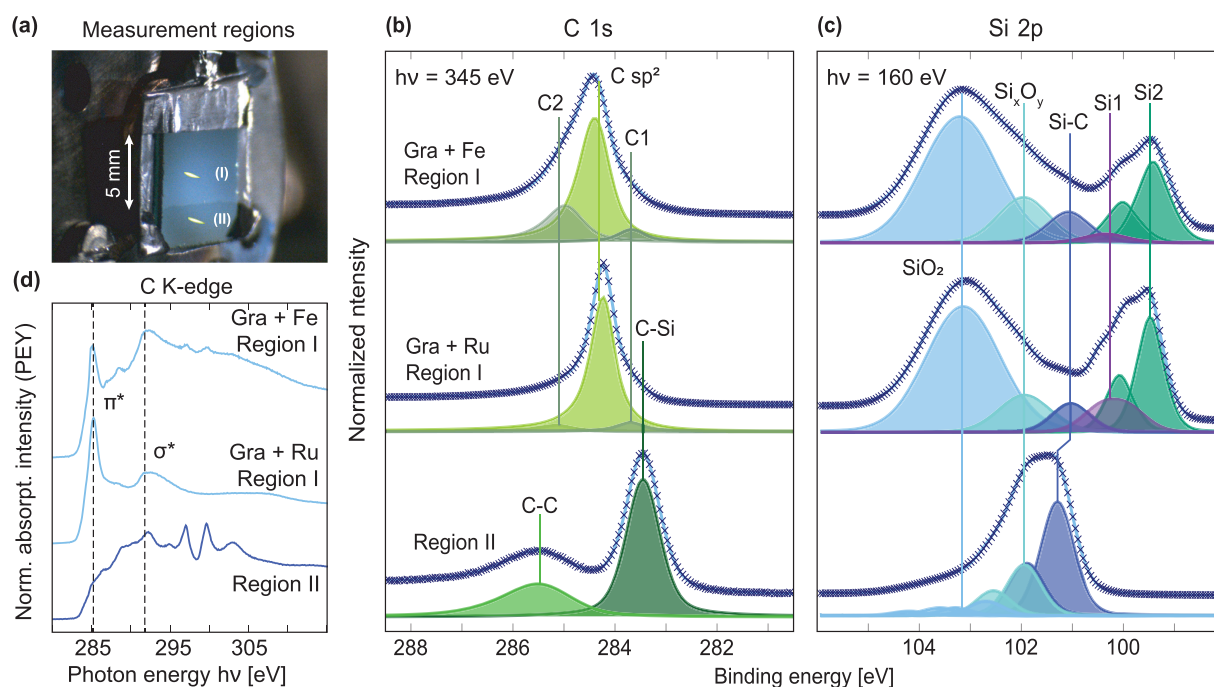 (a)
Measurement regions
5 mm
(I)
(II)
(b)
C 1s
hν = 345 eV
C sp²
C2
C1
Gra + Fe
Region I
Gra + Ru
Region I
C-Si
C-C
Region II
Normalized ntensity
288
286
284
282
(c)
Si 2p
hν = 160 eV
SiₓOᵧ
Si-C
Si1
Si2
SiO₂
104
102
100
Binding energy [eV]
(d)
C K-edge
Gra + Fe
Region I
π*
Gra + Ru
σ*
Region I
Region II
Norm. absorpt. intensity (PEY)
285
295
305
Photon energy hν [eV]